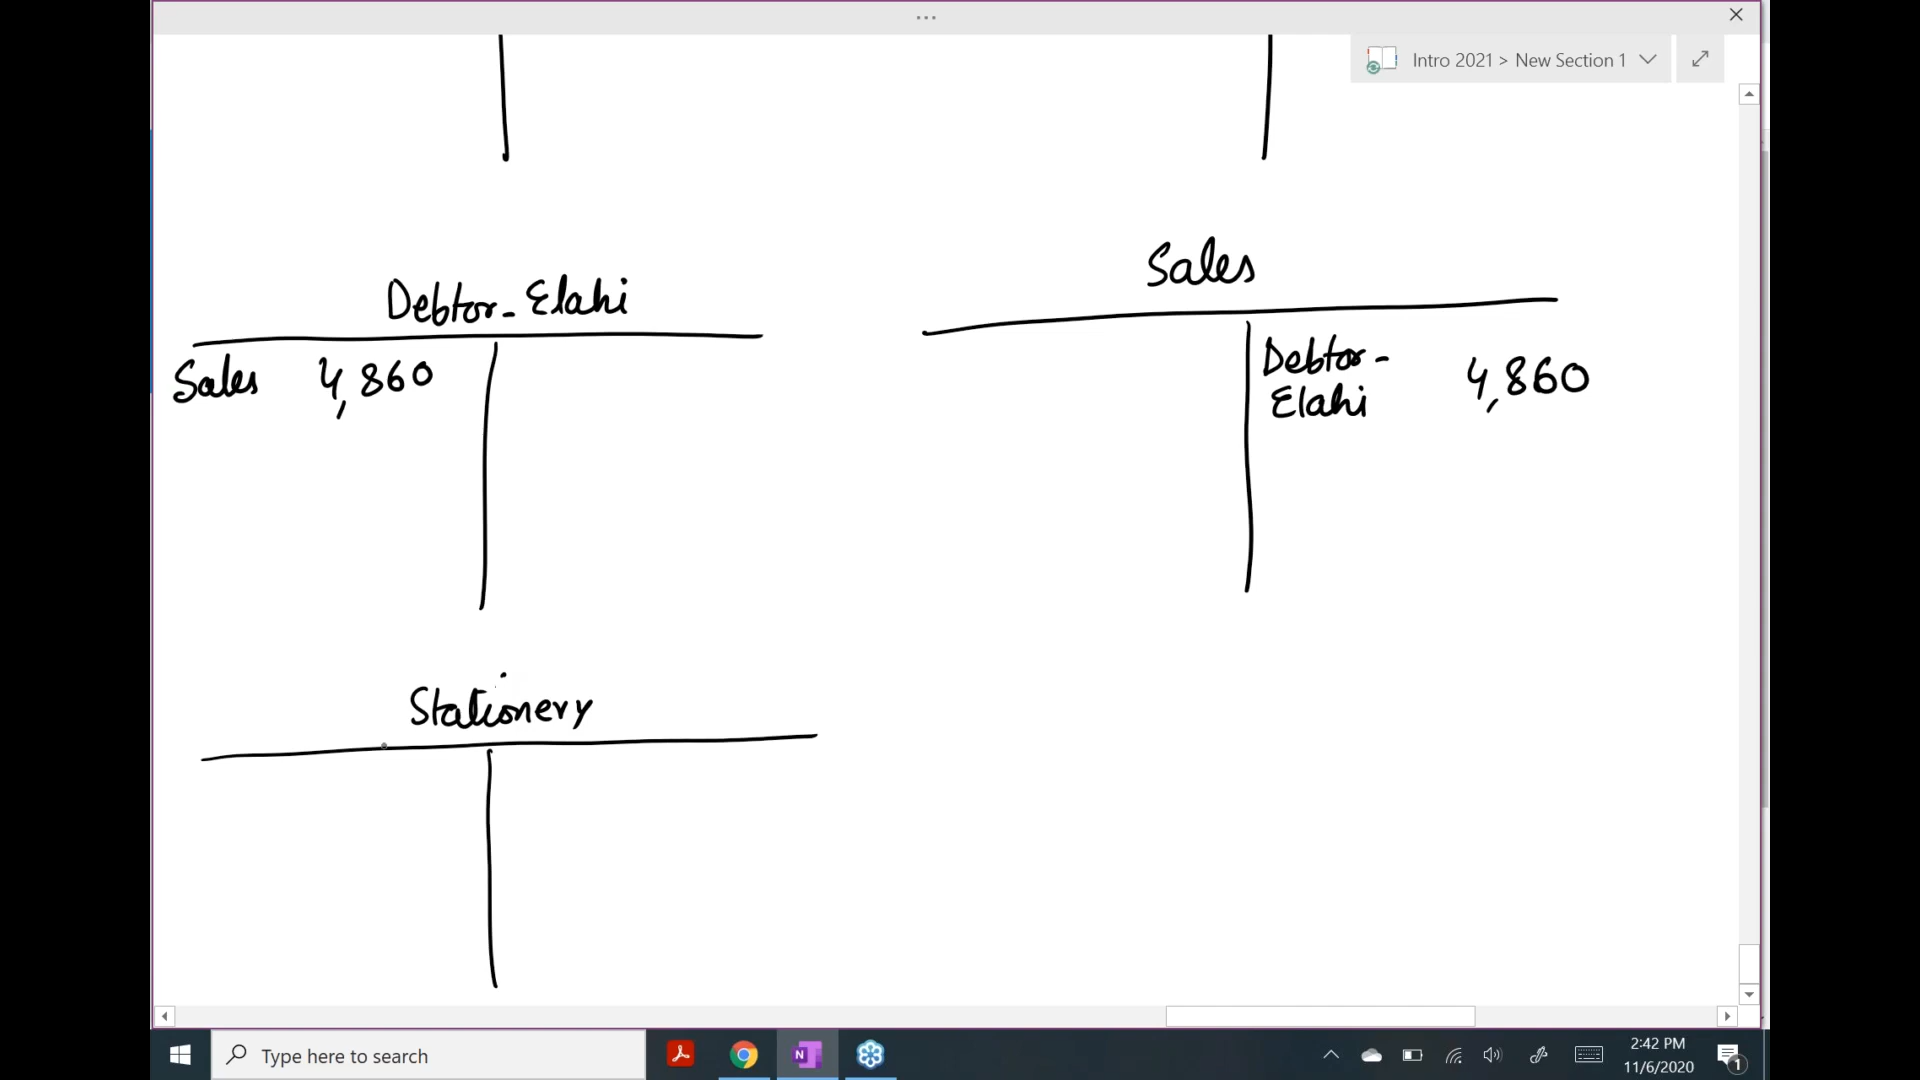 Intro 2021 > New Section 1
Sales
Debtor - Elahi
Sales 4,860
Debtor -
Elahi 4,860
Stationery
Type here to search
2:42 PM
11/6/2020
N
1